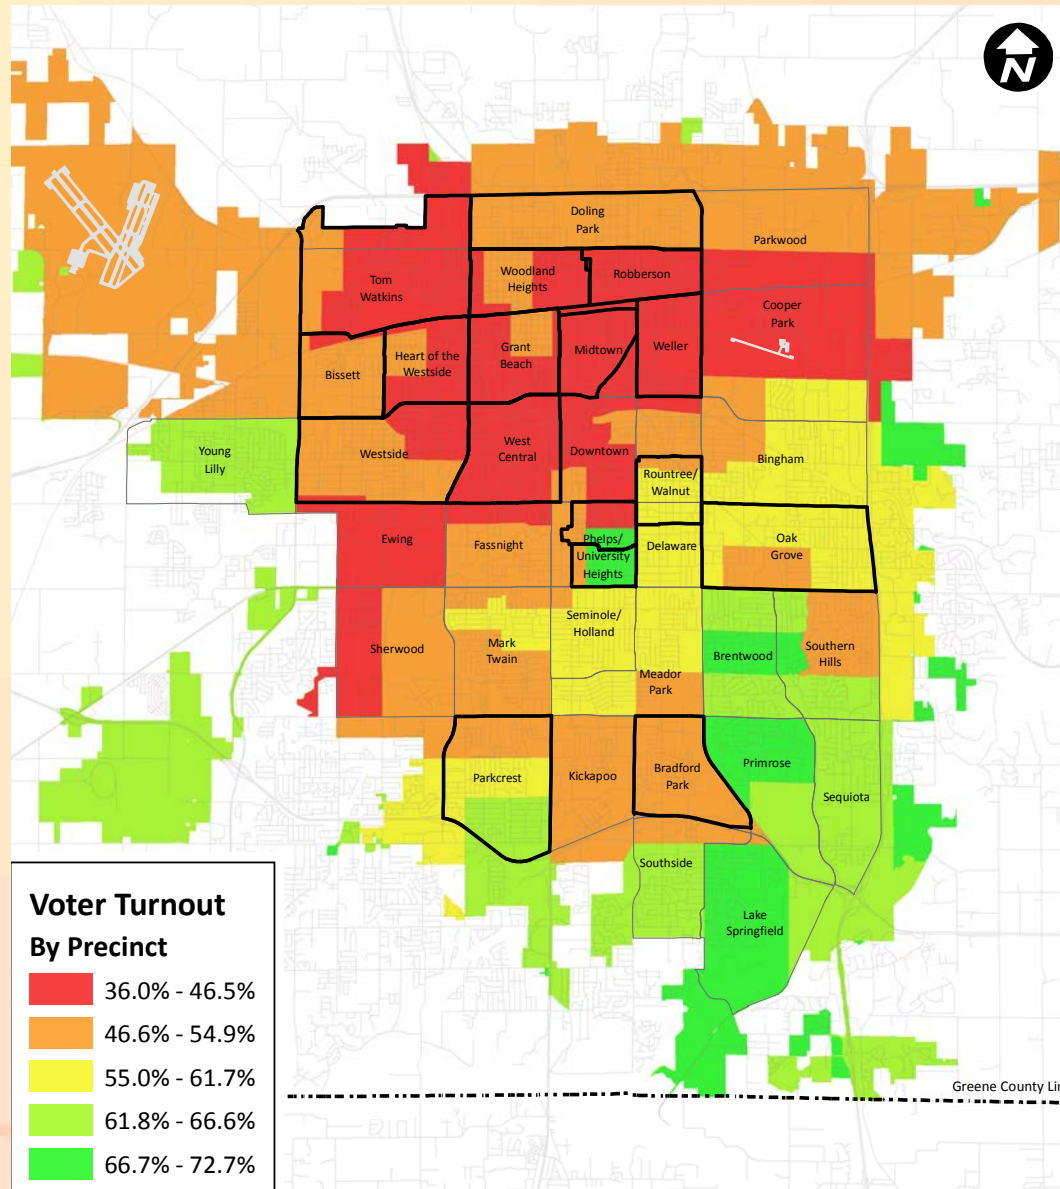 N
Doling
Park
Parkwood
Woodland
Heights
Robberson
Tom
Watkins
Cooper
Park
Grant
Beach
Midtown
Weller
Heart of the
Westside
Bissett
Young
Lilly
Westside
West
Central
Downtown
Bingham
Rountree/
Walnut
Ewing
Fassnight
Phelps/
University
Heights
Delaware
Oak
Grove
Seminole/
Holland
Sherwood
Mark
Twain
Brentwood
Southern
Hills
Meador
Park
Parkcrest
Kickapoo
Bradford
Park
Primrose
Sequiota
Southside
Lake
Springfield
Greene County Lin
Voter Turnout
By Precinct
36.0% - 46.5%
46.6% - 54.9%
55.0% - 61.7%
61.8% - 66.6%
66.7% - 72.7%